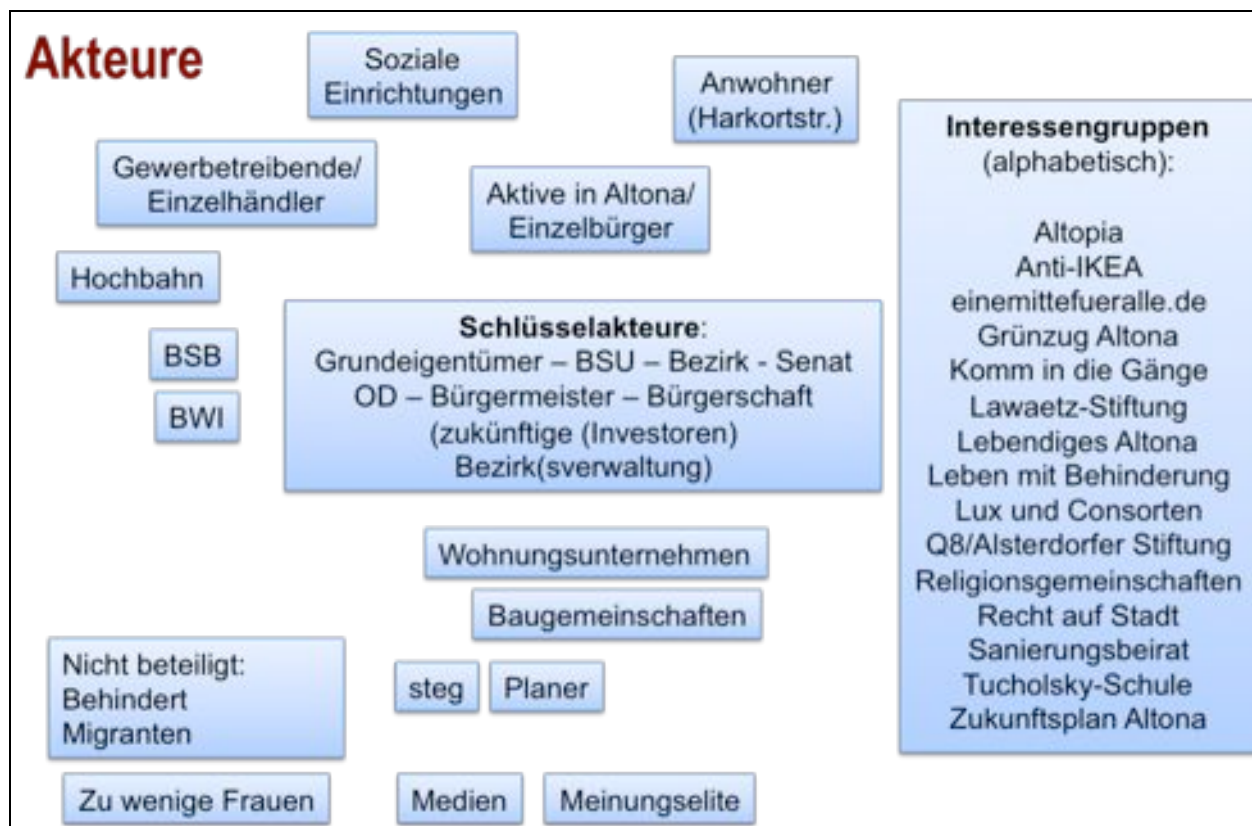 Akteure
Soziale
Einrichtungen
Anwohner
(Harkortstr.)
Gewerbetreibende/
Einzelhändler
Aktive in Altona/
Einzelbürger
Hochbahn
BSB
BWI
Schlüsselakteure:
Grundeigentümer – BSU – Bezirk - Senat
OD – Bürgermeister – Bürgerschaft
(zukünftige (Investoren)
Bezirk(sverwaltung)
Wohnungsunternehmen
Baugemeinschaften
steg
Planer
Nicht beteiligt:
Behindert
Migranten
Zu wenige Frauen
Medien
Meinungselite
Interessengruppen
(alphabetisch):
Altopia
Anti-IKEA
einemittefueralle.de
Grünzug Altona
Komm in die Gänge
Lawaetz-Stiftung
Lebendiges Altona
Leben mit Behinderung
Lux und Consorten
Q8/Alsterdorfer Stiftung
Religionsgemeinschaften
Recht auf Stadt
Sanierungsbeirat
Tucholsky-Schule
Zukunftsplan Altona